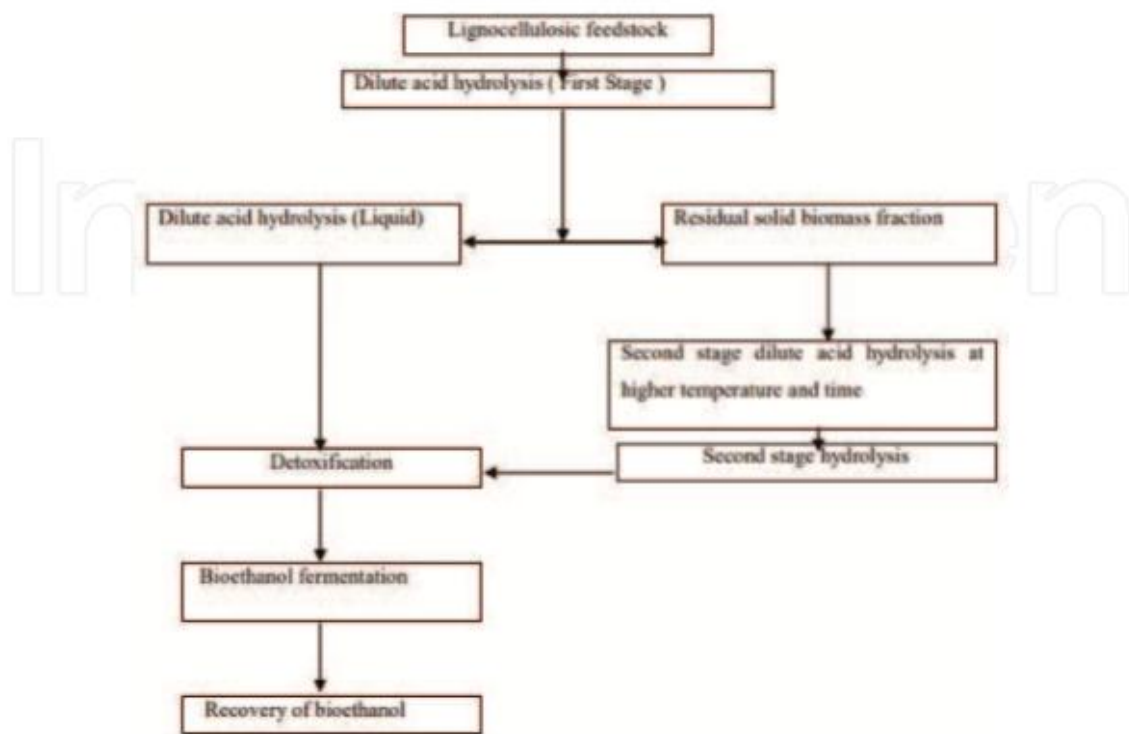 Lignocellulosic feedstock
Dilute acid hydrolysis ( First Stage )
Dilute acid hydrolysis (Liquid)
Residual solid biomass fraction
Second stage dilute acid hydrolysis at
higher temperature and time
Second stage hydrolysis
Detoxification
Bioethanol fermentation
Recovery of bioethanol